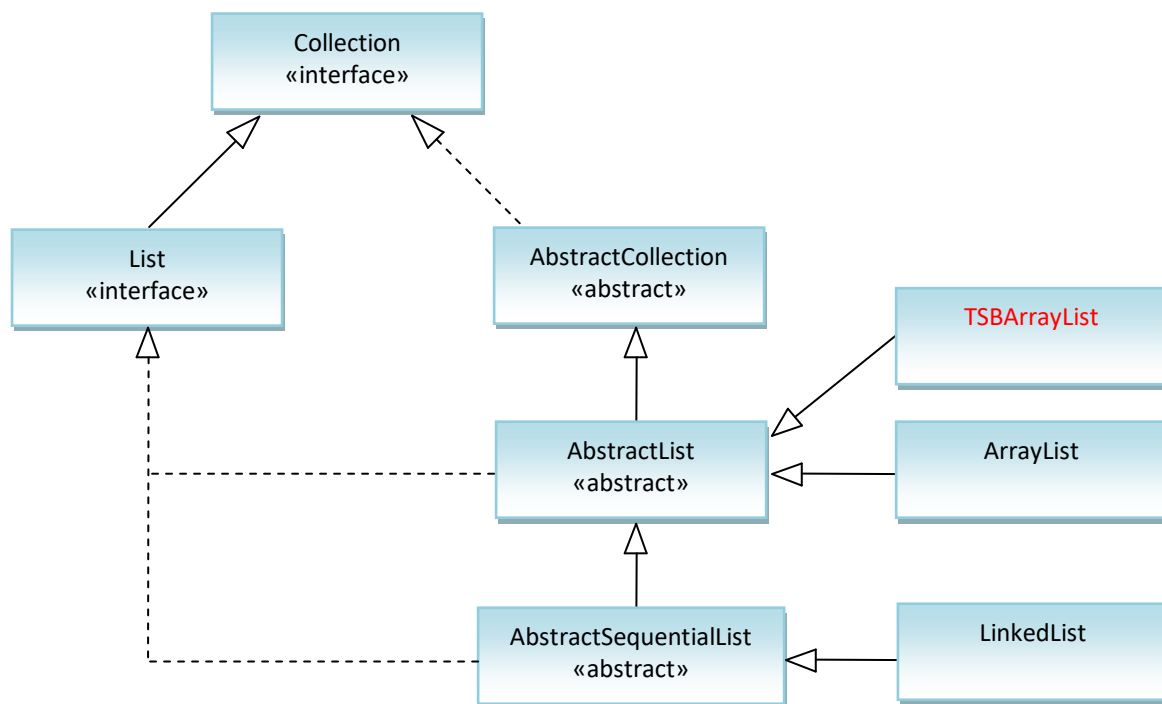 Collection
«interface»
List
«interface»
AbstractCollection
«abstract»
TSBArrayList
AbstractList
«abstract»
ArrayList
AbstractSequentialList
«abstract»
LinkedList